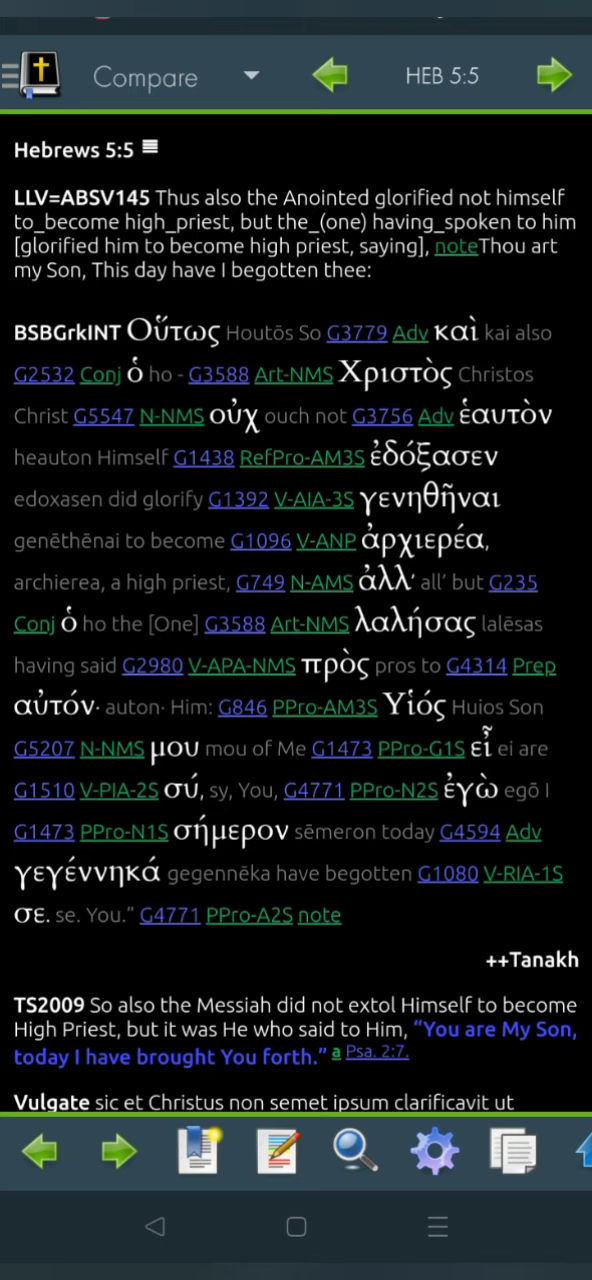 Compare
HEB 5:5
Hebrews 5:5
LLV=ABSV145 Thus also the Anointed glorified not himself
to_become high_priest, but the_(one) having_spoken to him
[glorified him to become high priest, saying], noteThou art
my Son, This day have I begotten thee:
BSBGrkINT Οὕτως Houtōs So G3779 Adv καὶ kai also
G2532 Conj ὁ ho - G3588 Art-NMS Χριστὸς Christos
Christ G5547 N-NMS οὐχ ouch not G3756 Adv ἑαυτὸν
heauton Himself G1438 RefPro-AM3S ἐδόξασεν
edoxasen did glorify G1392 V-AIA-3S γενηθῆναι
genēthēnai to become G1096 V-ANP ἀρχιερέα,
archierea, a high priest, G749 N-AMS ἀλλ’ all’ but G235
Conj ὁ ho the [One] G3588 Art-NMS λαλήσας lalēsas
having said G2980 V-APA-NMS πρὸς pros to G4314 Prep
αὐτόν· auton· Him: G846 PPro-AM3S Υἱός Huios Son
G5207 N-NMS μου mou of Me G1473 PPro-G1S εἶ ei are
G1510 V-PIA-2S σύ, sy, You, G4771 PPro-N2S ἐγὼ egō I
G1473 PPro-N1S σήμερον sēmeron today G4594 Adv
γεγέννηκά gegennēka have begotten G1080 V-RIA-1S
σε. se. You.” G4771 PPro-A2S note
++Tanakh
TS2009 So also the Messiah did not extol Himself to become
High Priest, but it was He who said to Him, “You are My Son,
today I have brought You forth.” a Psa. 2:7.
Vulgate sic et Christus non semet ipsum clarificavit ut